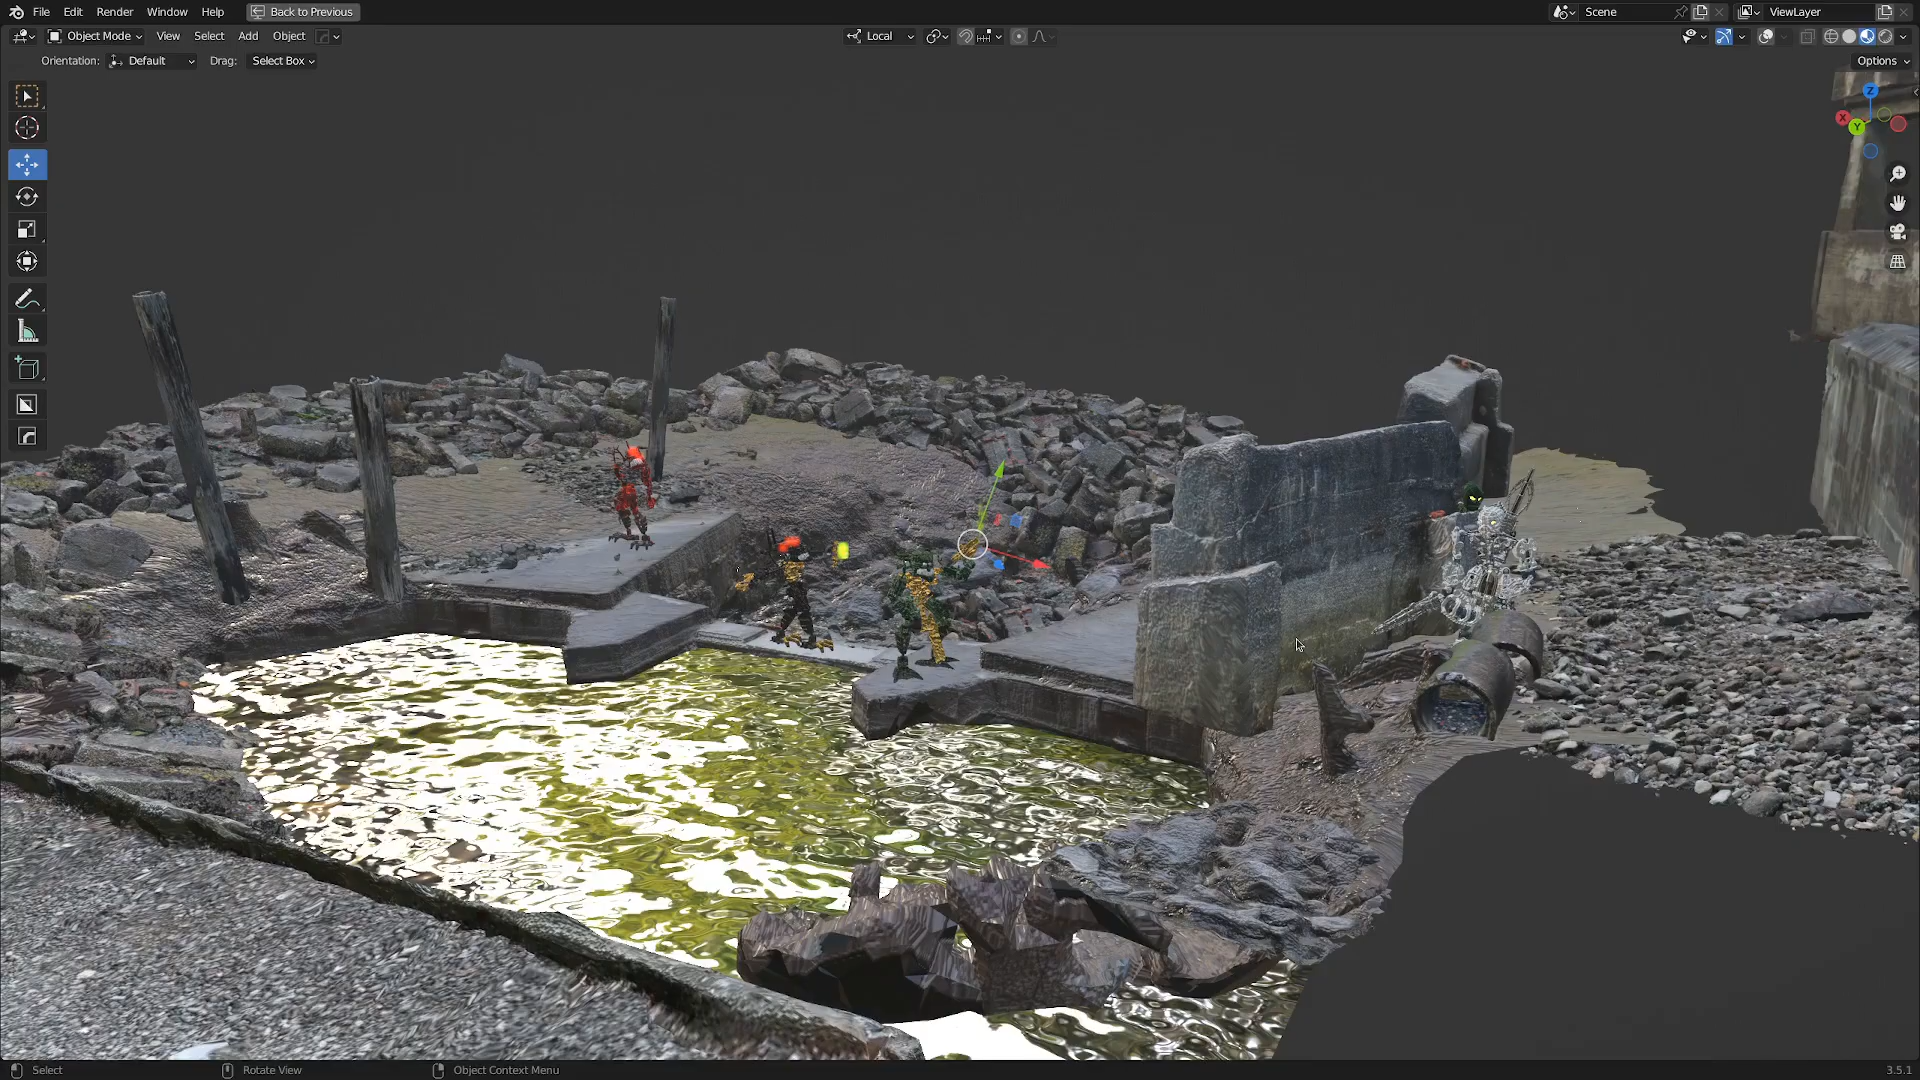 File Edit Render Window Help Back to Previous Scene ViewLayer
Object Mode View Select Add Object Local
Orientation: Default Drag: Select Box Options
Z
X
Y
Select Rotate View Object Context Menu 3.5.1